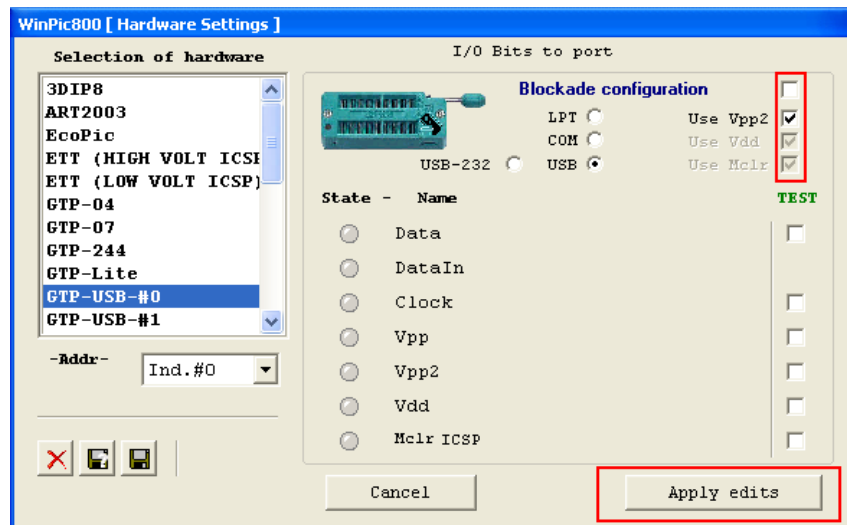 WinPic800 [ Hardware Settings ]
Selection of hardware
I/O Bits to port
3DIP8
ART2003
EcoPic
ETT (HIGH VOLT ICSP
ETT (LOW VOLT ICSP)
GTP-04
GTP-07
GTP-244
GTP-Lite
GTP-USB-#0
GTP-USB-#1
-Addr-
Ind.#0
Blockade configuration
LPT
Use Vpp2
COM
Use Vdd
USB-232
USB
Use Mclr
State - Name
TEST
Data
DataIn
Clock
Vpp
Vpp2
Vdd
Mclr ICSP
Cancel
Apply edits